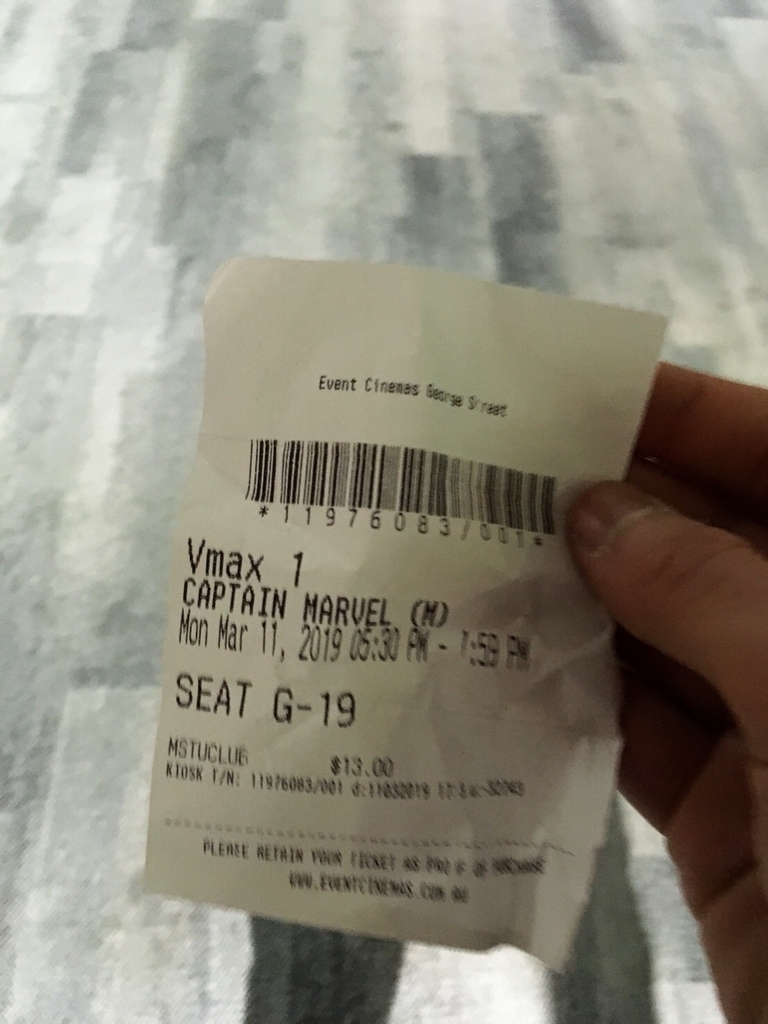 Event Cinemas George Street
*11976083/001*
Vmax 1
CAPTAIN MARVEL (M)
Mon Mar 11, 2019 05:30 PM - 7:59 PM
SEAT G-19
MSTUCLUB $13.00
KIOSK T/N: 11976083/001 d:11032019
PLEASE RETAIN YOUR TICKET AS PURCHASE
WWW.EVENTCINEMAS.COM.AU